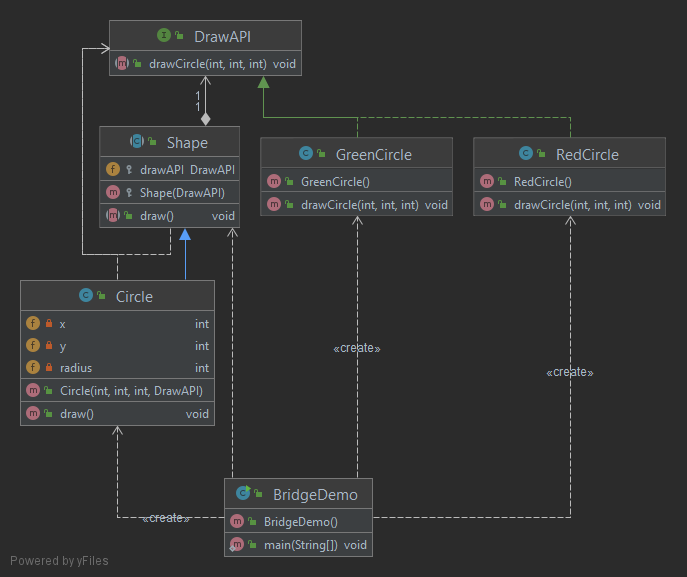 DrawAPI
drawCircle(int, int, int) void
1
1
Shape
drawAPI DrawAPI
Shape(DrawAPI)
draw() void
GreenCircle
GreenCircle()
drawCircle(int, int, int) void
RedCircle
RedCircle()
drawCircle(int, int, int) void
Circle
x int
y int
radius int
Circle(int, int, int, DrawAPI)
draw() void
«create»
«create»
«create»
BridgeDemo
BridgeDemo()
main(String[]) void
Powered by yFiles